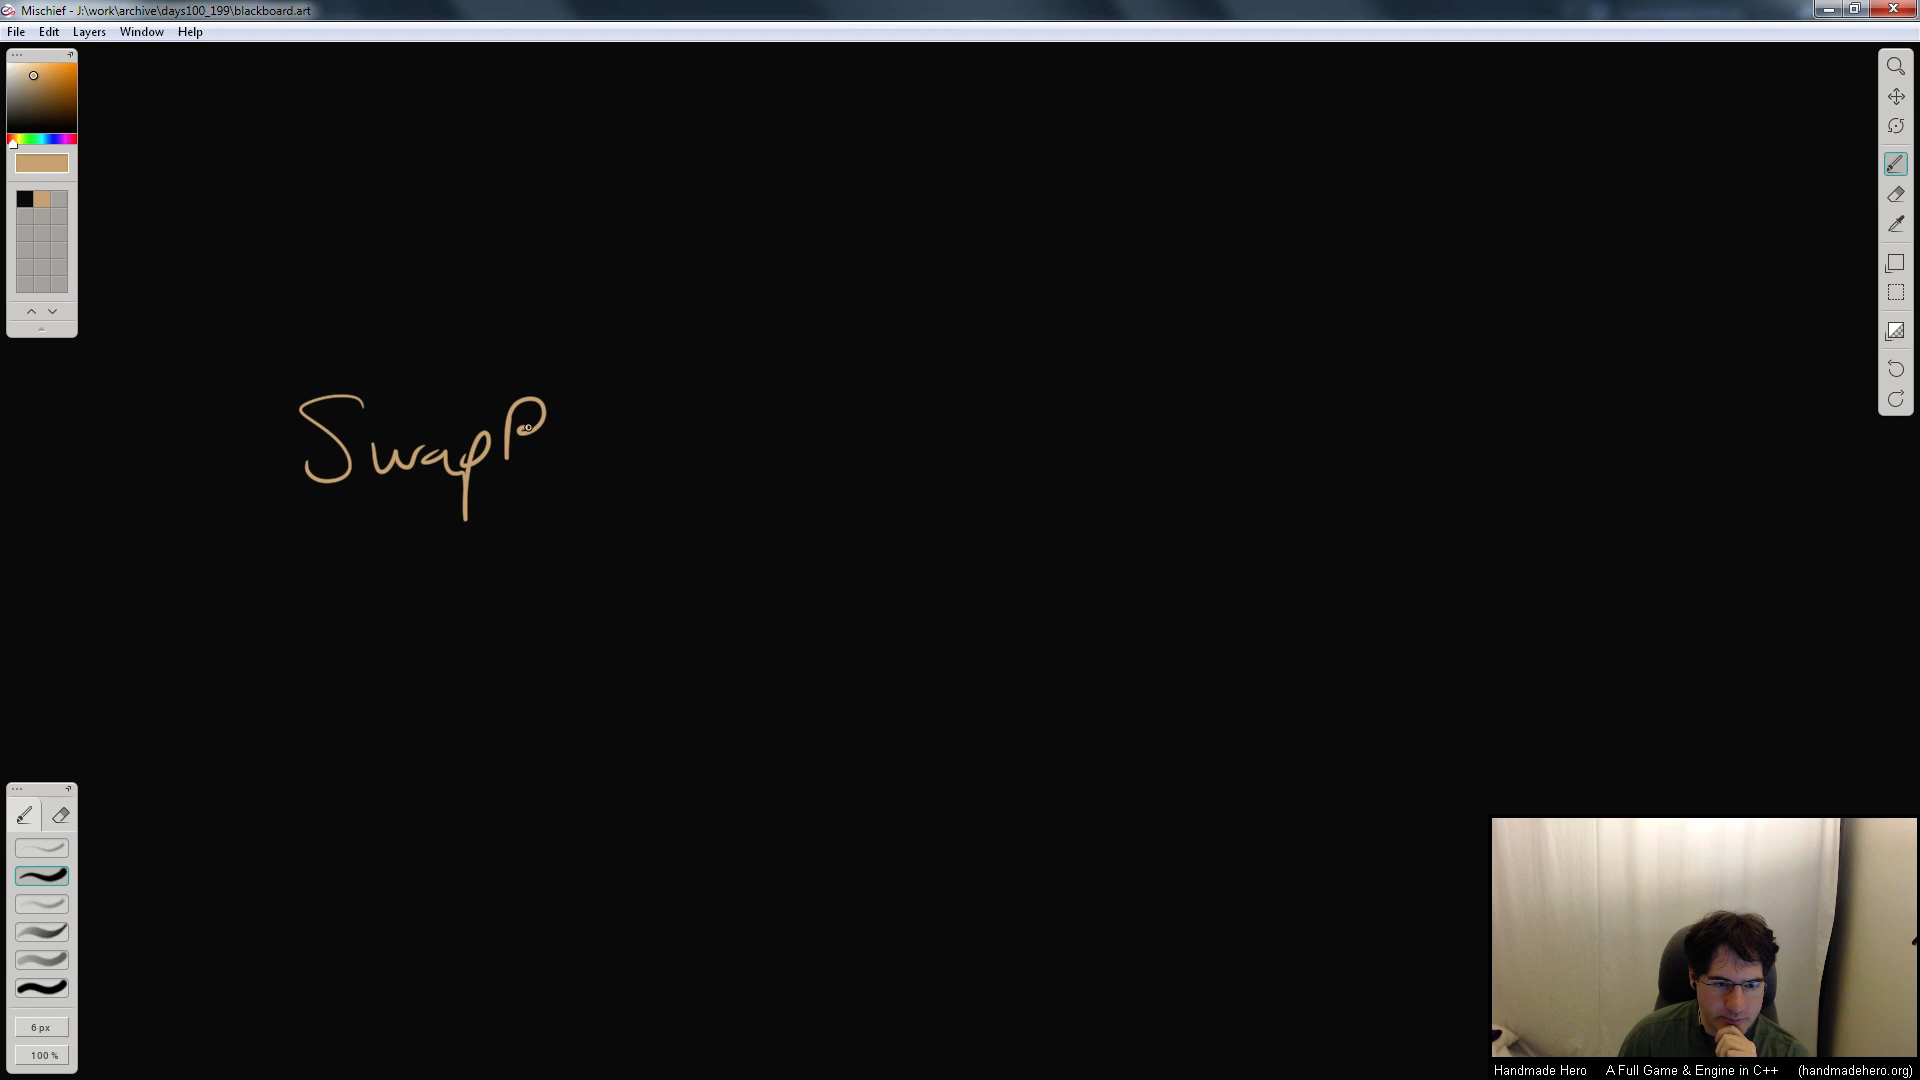 Mischief - J:\work\archive\days100_199\blackboard.art
File Edit Layers Window Help
SwapP
6 px
100 %
Handmade Hero A Full Game & Engine in C++ (handmadehero.org)